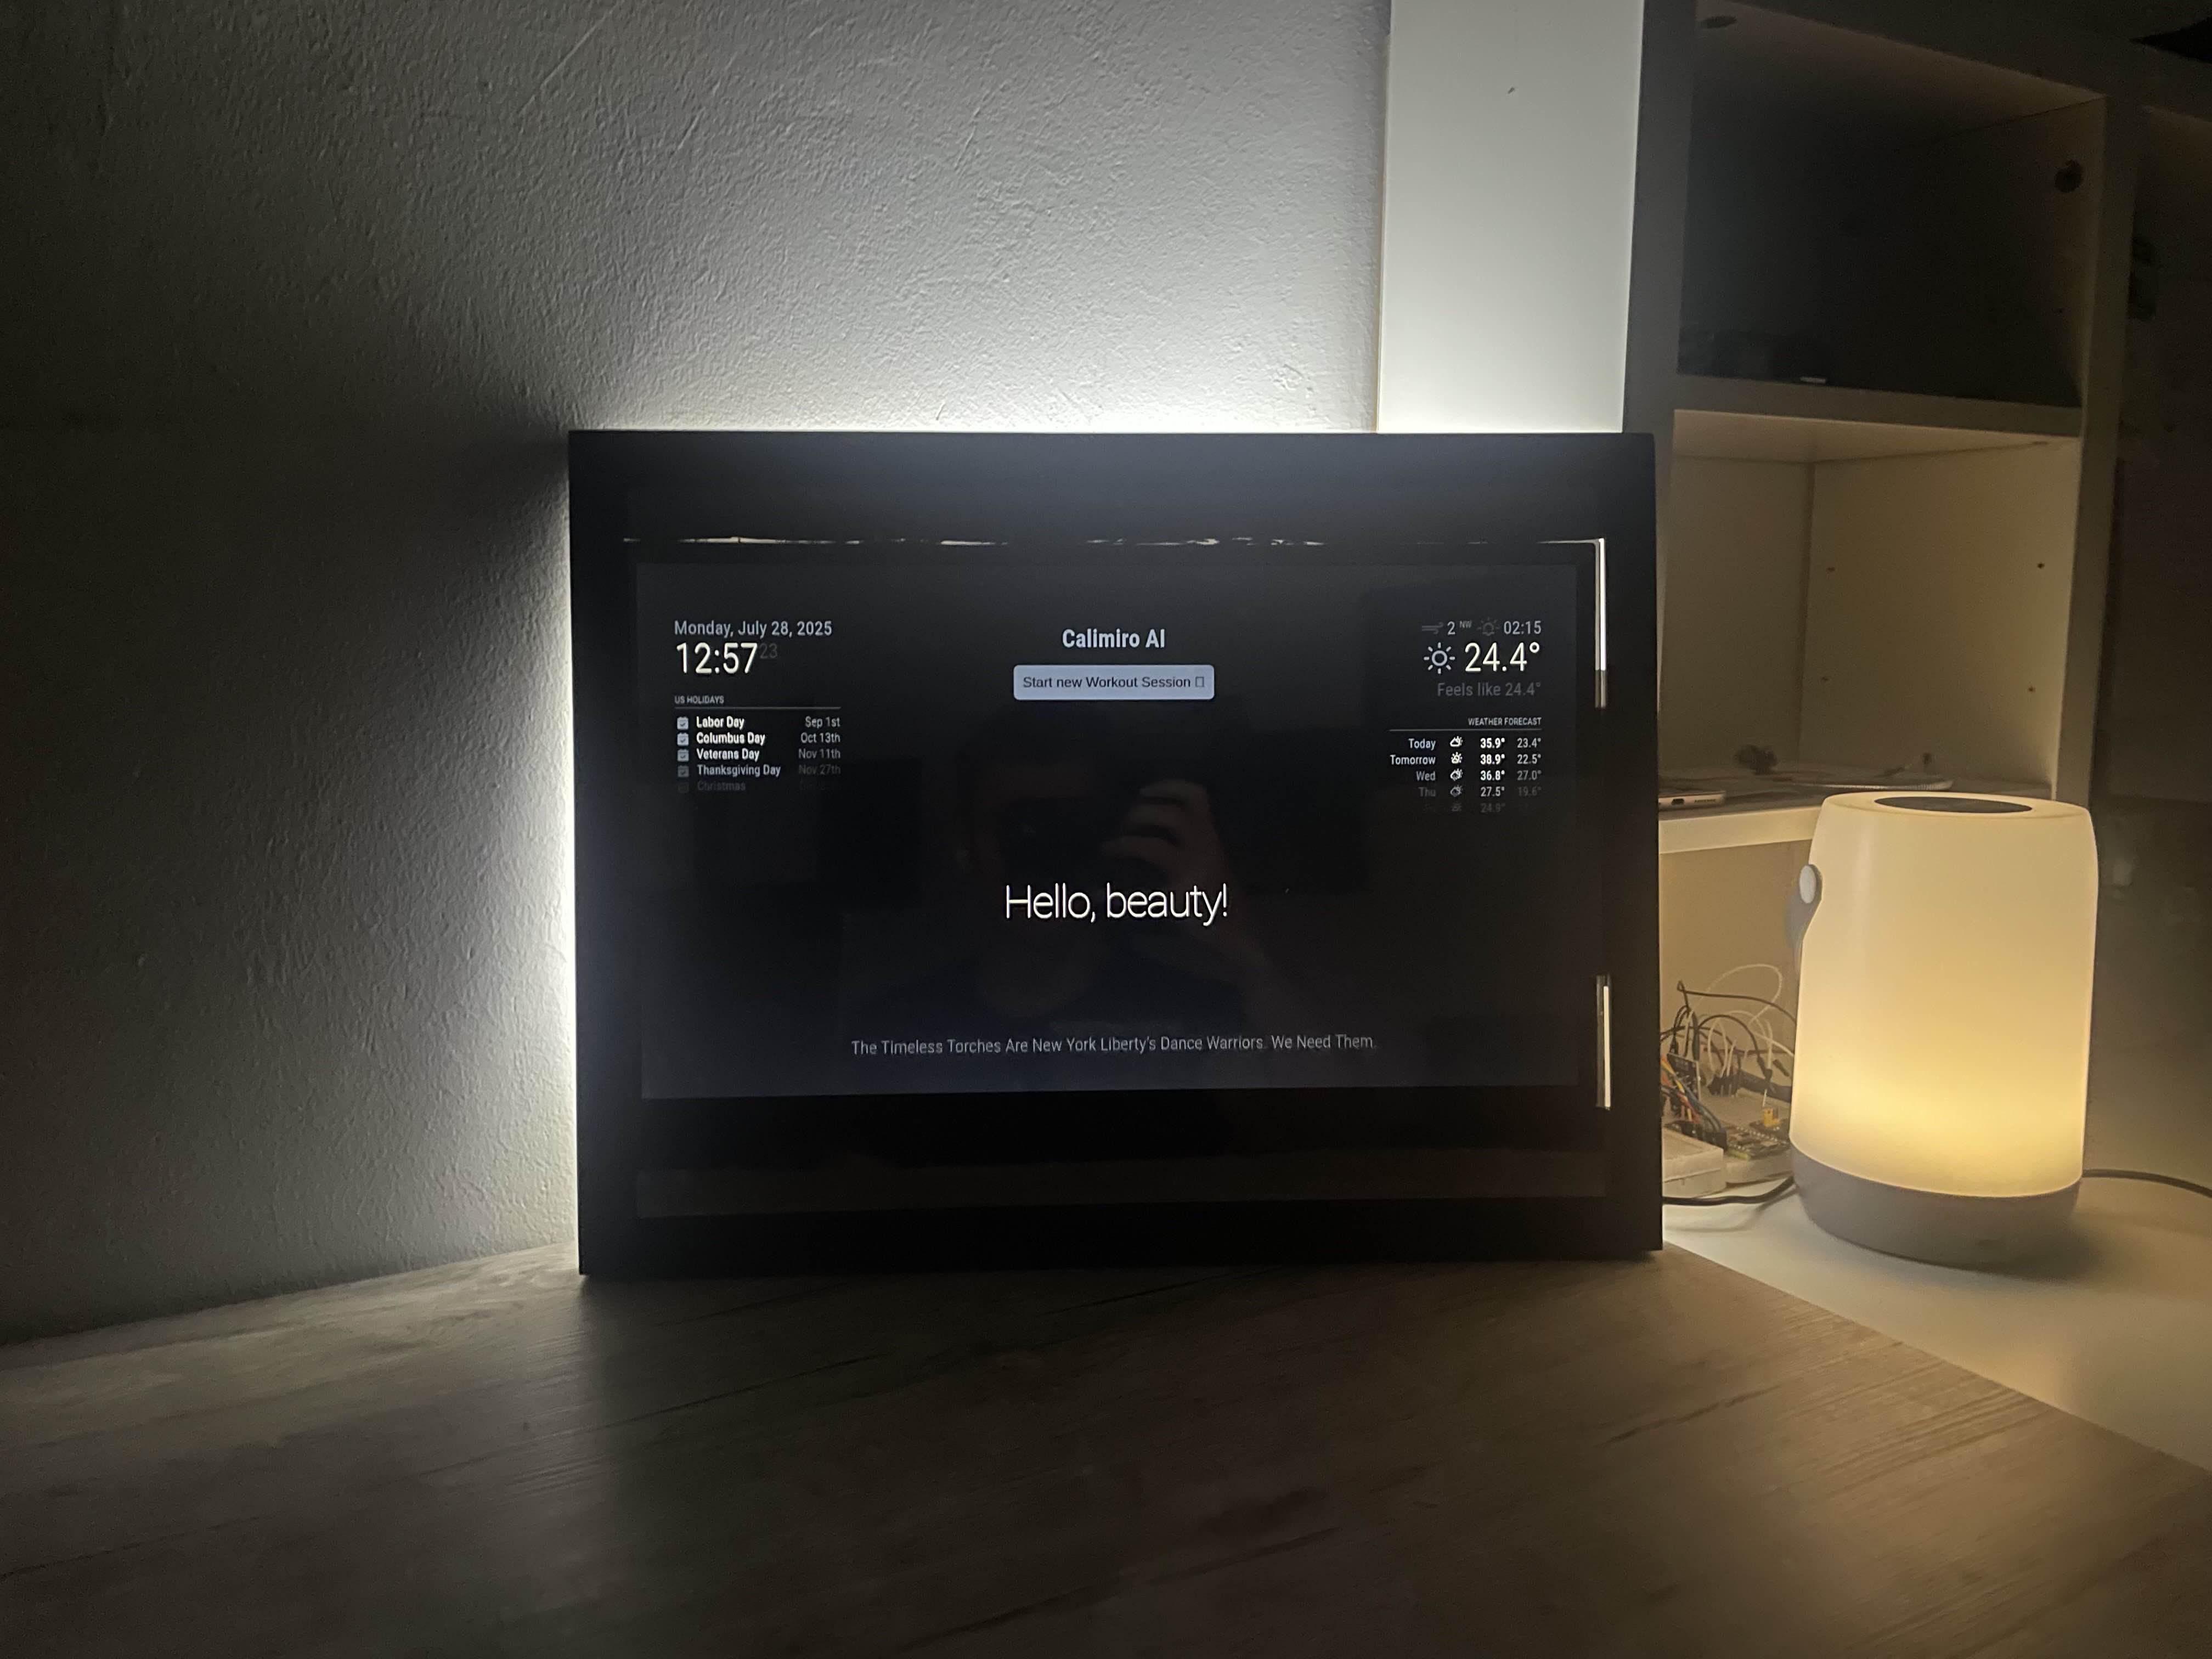 Monday, July 28, 2025
12:57 23
US HOLIDAYS
Labor Day Sep 1st
Columbus Day Oct 13th
Veterans Day Nov 11th
Thanksgiving Day Nov 27th
Christmas
Calimiro AI
Start new Workout Session
2 NW 02:15
24.4°
Feels like 24.4°
WEATHER FORECAST
Today 35.9° 23.4°
Tomorrow 38.9° 22.5°
Wed 36.8° 27.0°
Thu 27.5° 19.6°
24.9°
Hello, beauty!
The Timeless Torches Are New York Liberty's Dance Warriors. We Need Them.